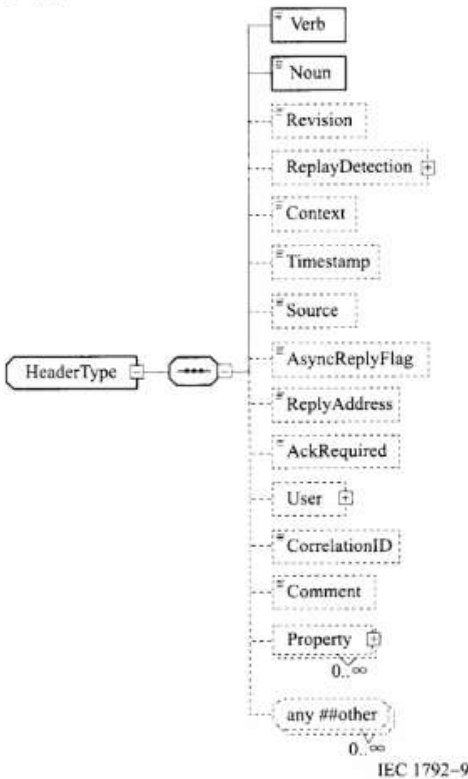 Verb
Noun
Revision
ReplayDetection
Context
Timestamp
Source
AsyncReplyFlag
HeaderType
ReplyAddress
AckRequired
User
CorrelationID
Comment
Property
0..∞
any ##other
0..∞
IEC 1792-9